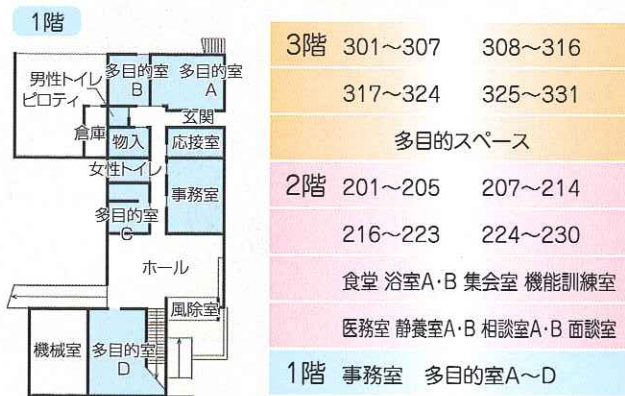 1階
多目的室
B
多目的室
A
男性トイレ
ピロティ
玄関
倉庫
物入
応接室
女性トイレ
事務室
多目的室
C
ホール
風除室
機械室
多目的室
D
3階 301～307 308～316
317～324 325～331
多目的スペース
2階 201～205 207～214
216～223 224～230
食堂 浴室A・B 集会室 機能訓練室
医務室 静養室A・B 相談室A・B 面談室
1階 事務室 多目的室A～D